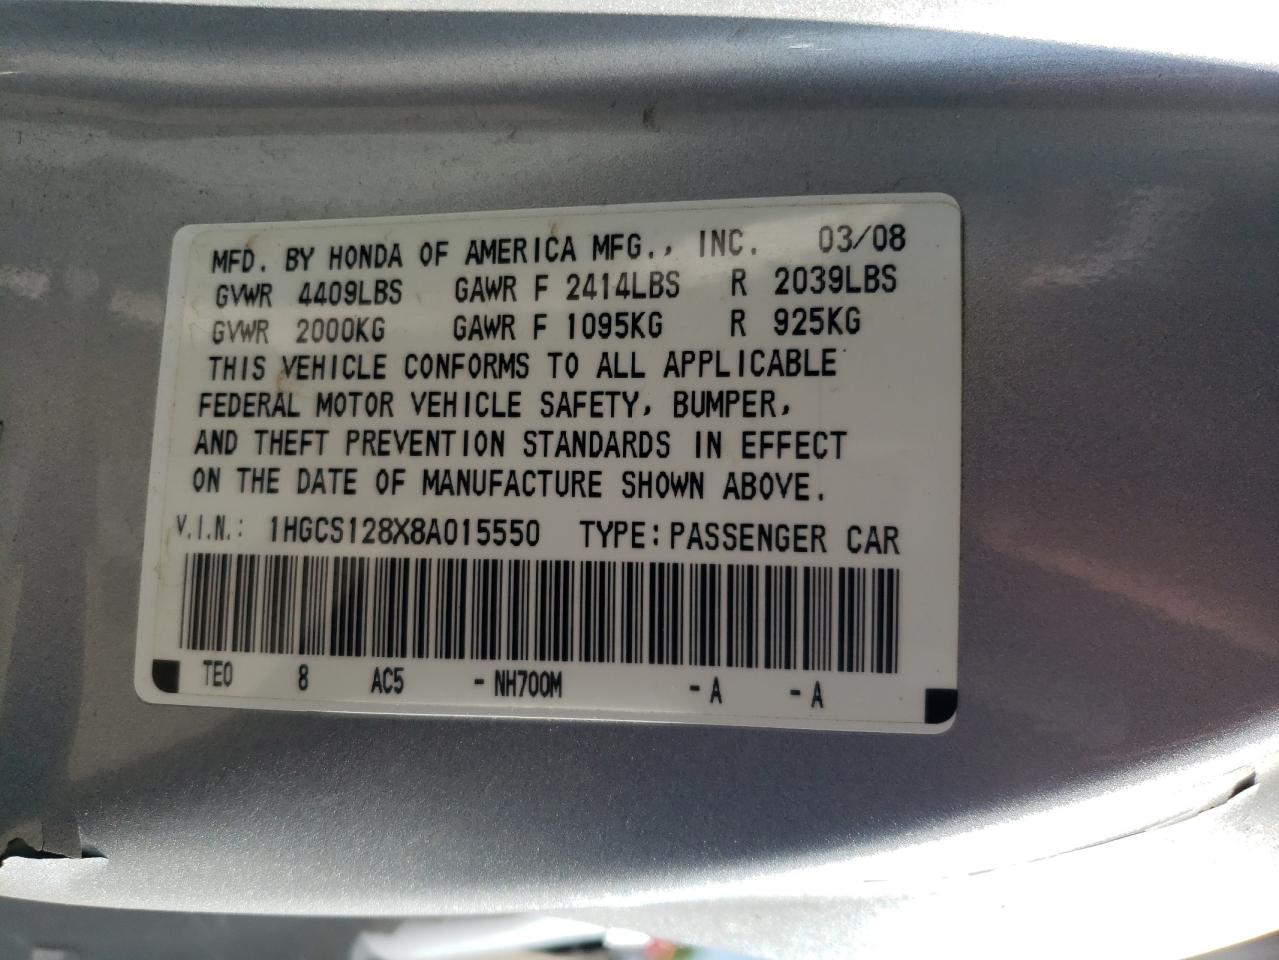 MFD. BY HONDA OF AMERICA MFG., INC. 03/08
GVWR 4409LBS GAWR F 2414LBS R 2039LBS
GVWR 2000KG GAWR F 1095KG R 925KG
THIS VEHICLE CONFORMS TO ALL APPLICABLE
FEDERAL MOTOR VEHICLE SAFETY, BUMPER,
AND THEFT PREVENTION STANDARDS IN EFFECT
ON THE DATE OF MANUFACTURE SHOWN ABOVE.
V.I.N.: 1HGCS128X8A015550 TYPE: PASSENGER CAR
TE0 8 AC5 - NH700M - A - A